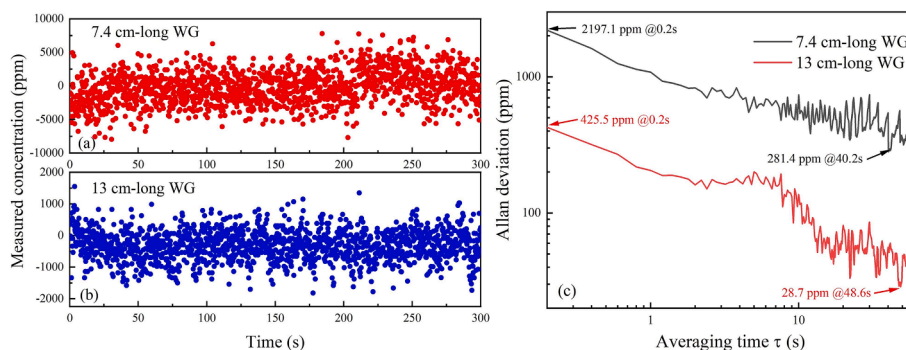 10000
5000
0
-5000
-10000
7.4 cm-long WG
(a)
0
50
100
150
200
250
300
2000
1000
0
-1000
-2000
13 cm-long WG
(b)
0
50
100
150
200
250
300
Measured concentration (ppm)
Time (s)
2197.1 ppm @0.2s
7.4 cm-long WG
13 cm-long WG
1000
425.5 ppm @0.2s
281.4 ppm @40.2s
100
28.7 ppm @48.6s
(c)
1
10
Allan deviation (ppm)
Averaging time τ (s)